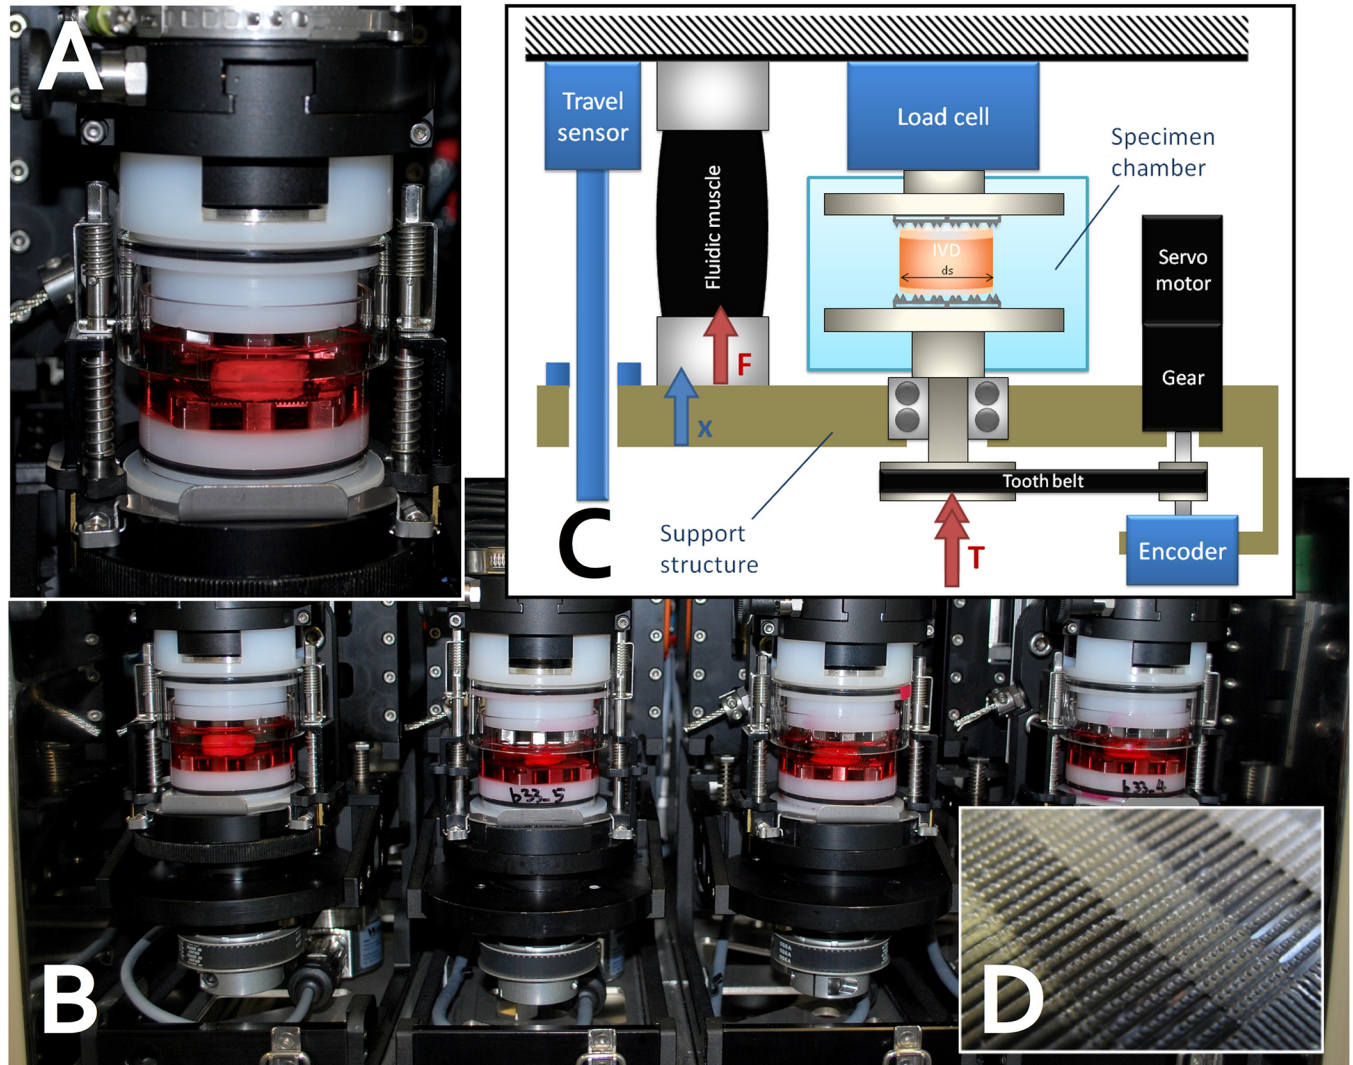 A
Travel
sensor
Fluidic muscle
Load cell
Specimen
chamber
IVD
ds
Servo
motor
Gear
F
x
Tooth belt
Support
structure
C
T
Encoder
b33_5
b33_4
B
D